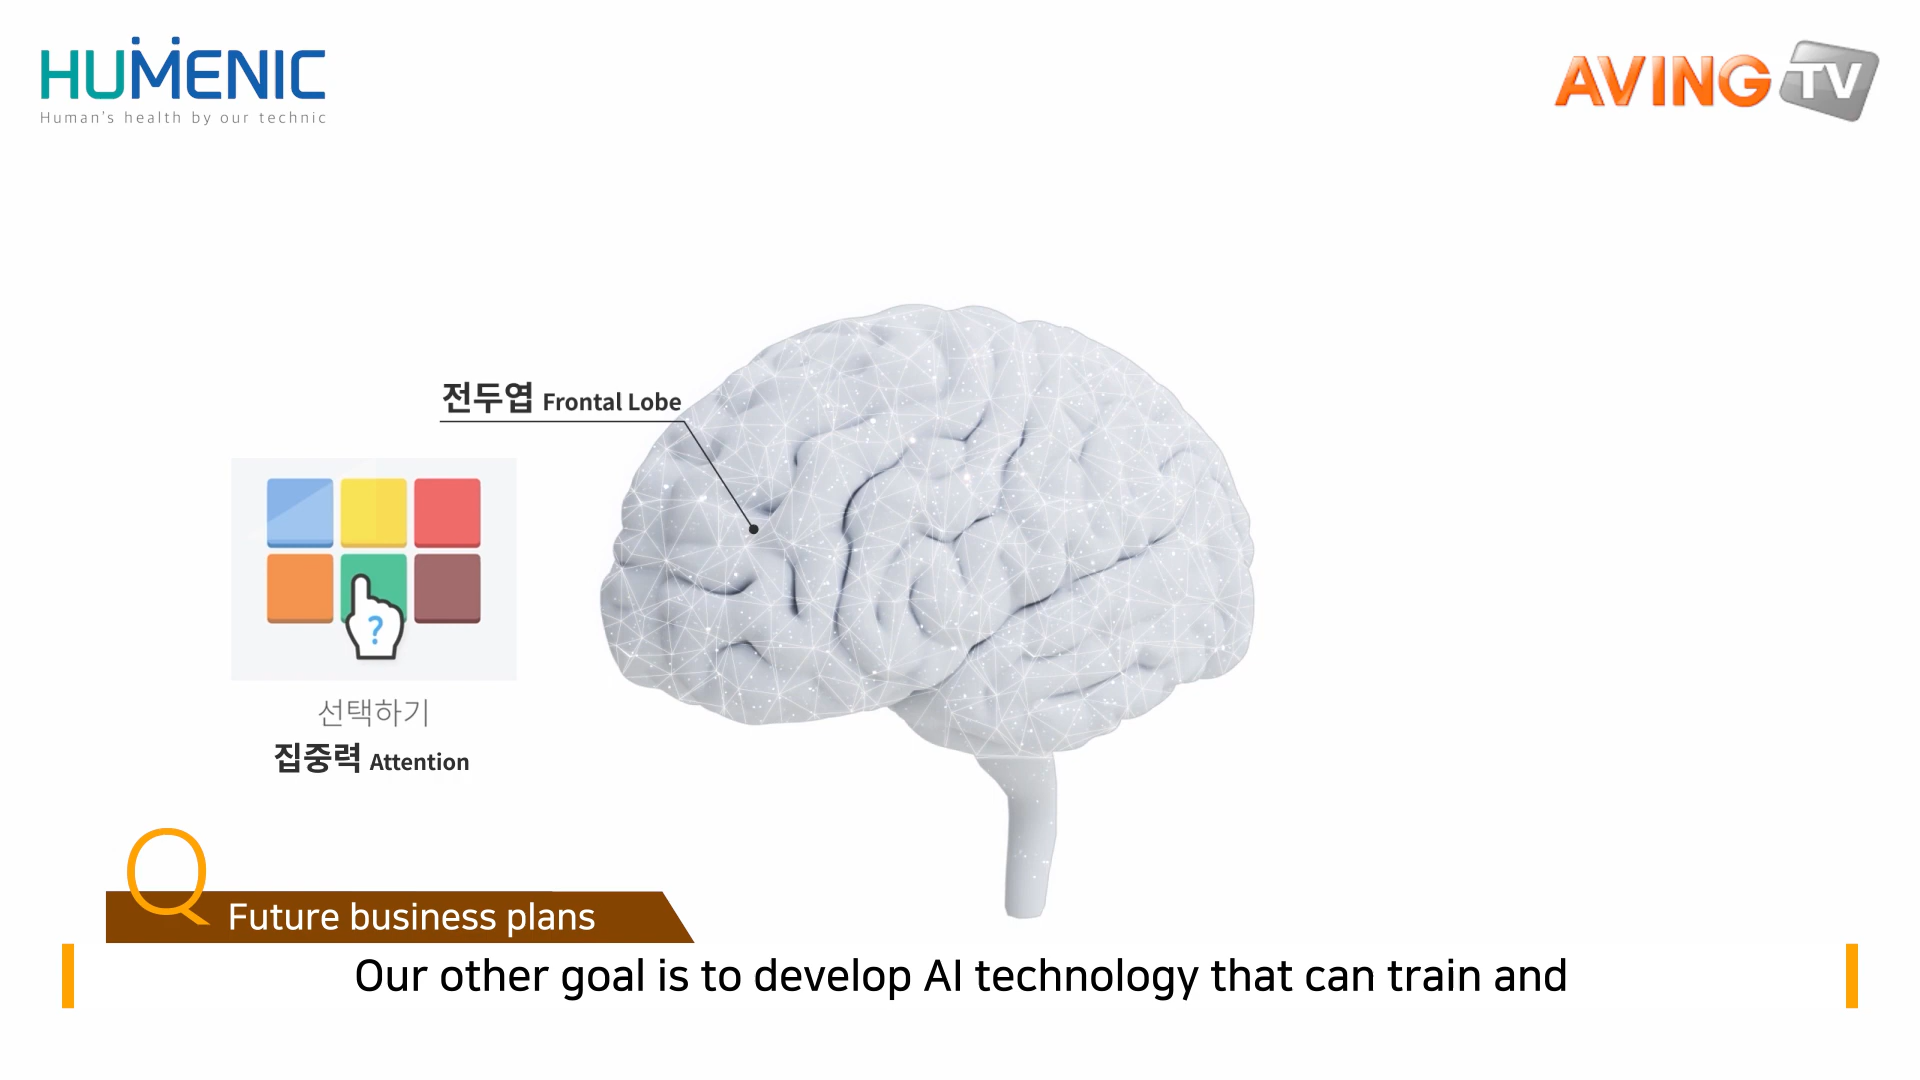 HUMENIC
Human's health by our technic
AVING TV
전두엽 Frontal Lobe
?
선택하기
집중력 Attention
Q
Future business plans
Our other goal is to develop AI technology that can train and